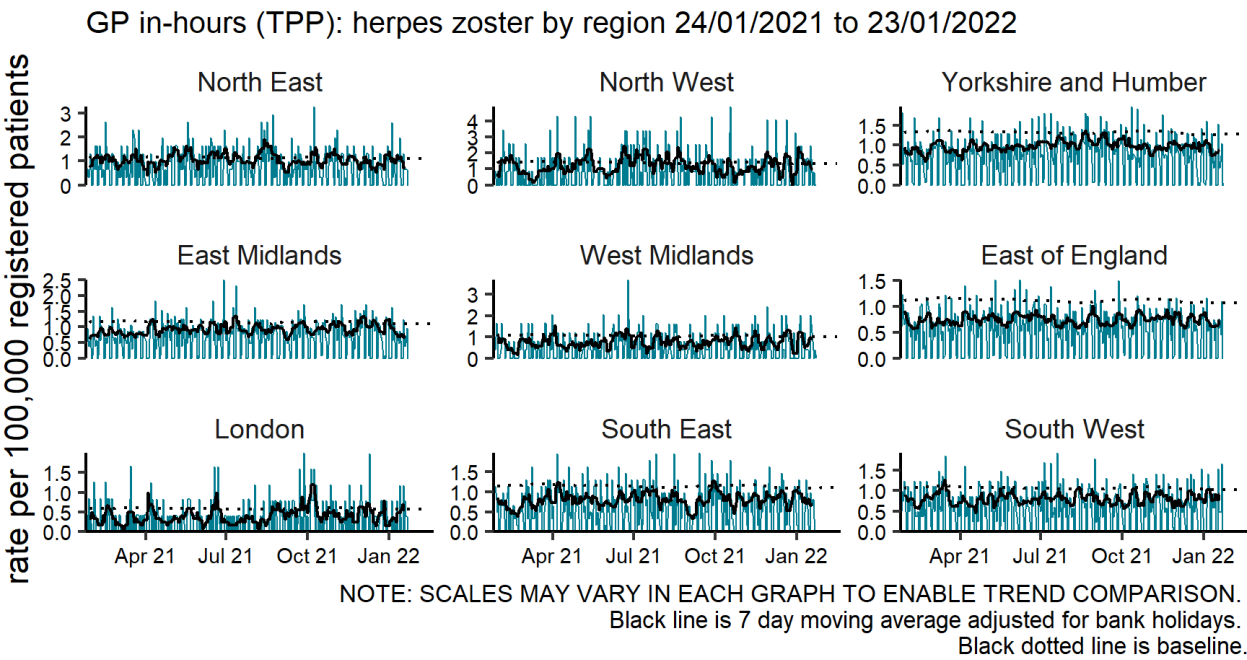 GP in-hours (TPP): herpes zoster by region 24/01/2021 to 23/01/2022
rate per 100,000 registered patients
North East
3
2
1
0
North West
4
3
2
1
0
Yorkshire and Humber
1.5
1.0
0.5
0.0
East Midlands
2.5
2.0
1.5
1.0
0.5
0.0
West Midlands
3
2
1
0
East of England
1.5
1.0
0.5
0.0
London
1.5
1.0
0.5
0.0
South East
1.5
1.0
0.5
0.0
South West
1.5
1.0
0.5
0.0
Apr 21 Jul 21 Oct 21 Jan 22
Apr 21 Jul 21 Oct 21 Jan 22
Apr 21 Jul 21 Oct 21 Jan 22
NOTE: SCALES MAY VARY IN EACH GRAPH TO ENABLE TREND COMPARISON.
Black line is 7 day moving average adjusted for bank holidays.
Black dotted line is baseline.